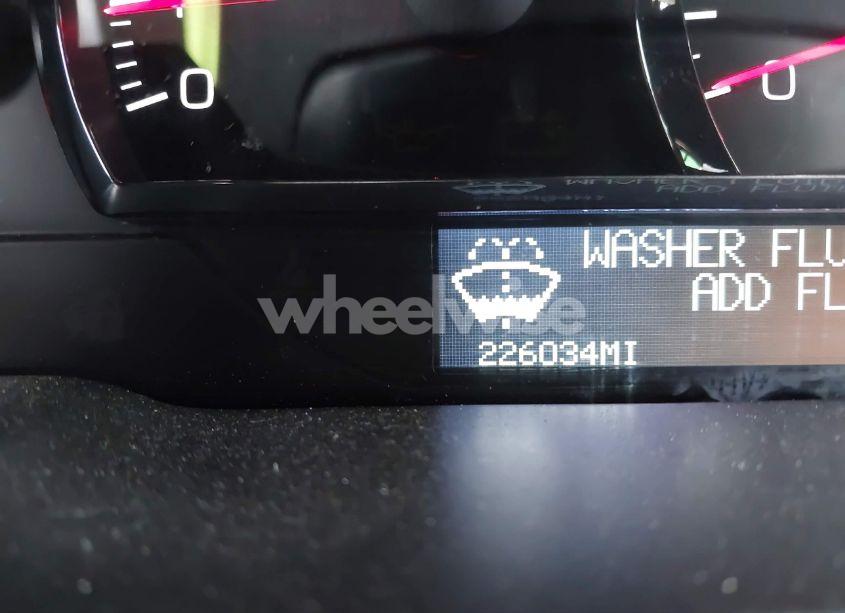 0
0
WASHER FLU
ADD FL
wheelwise
226034MI